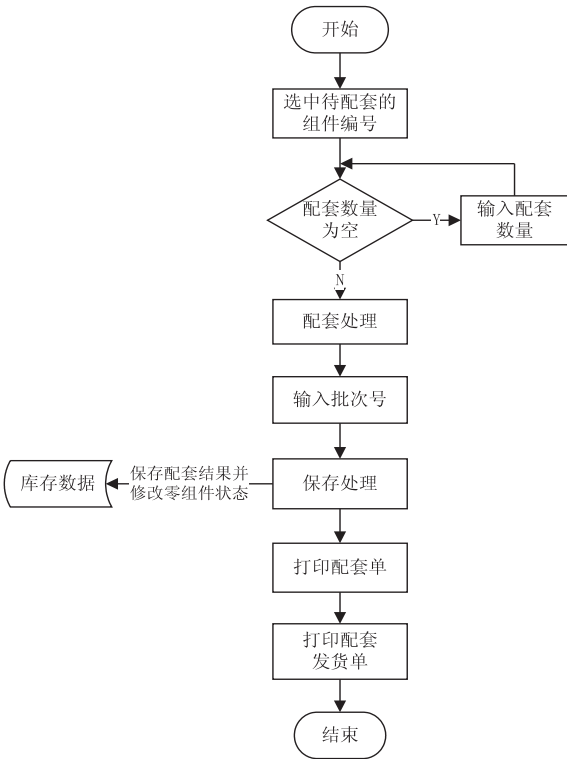 开始
选中待配套的
组件编号
配套数量
为空
Y
输入配套
数量
N
配套处理
输入批次号
库存数据
保存配套结果并
修改零组件状态
保存处理
打印配套单
打印配套
发货单
结束